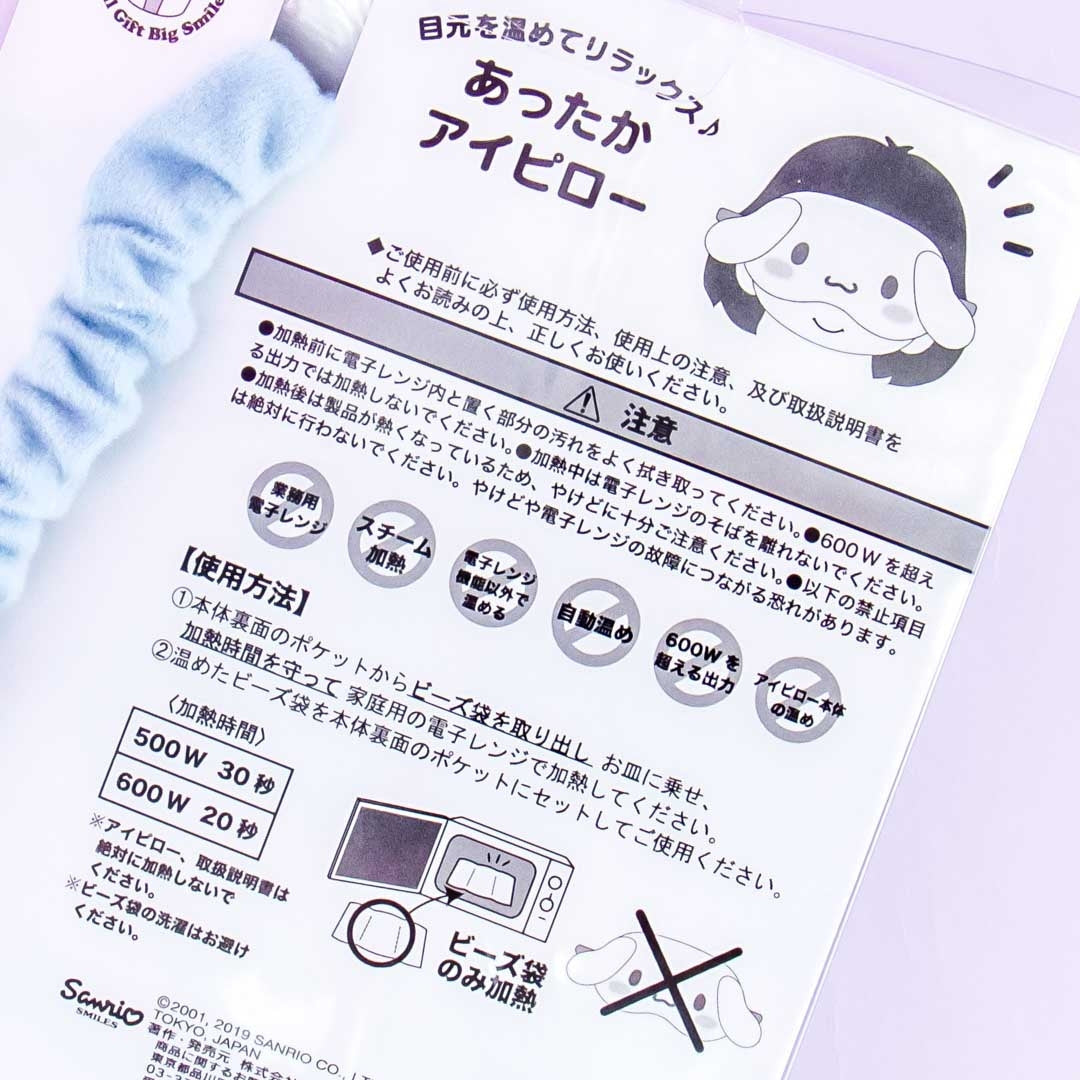 Gift Big Smile
目元を温めてリラックス♪
あったか
アイピロー
◆ご使用前に必ず使用方法、使用上の注意、及び取扱説明書を
よくお読みの上、正しくお使いください。
注意
●加熱前に電子レンジ内と置く部分の汚れをよく拭き取ってください。●600Wを超え
る出力では加熱しないでください。●加熱中は電子レンジのそばを離れないでください。
●加熱後は製品が熱くなっているため、やけどに十分ご注意ください。●以下の禁止項目
は絶対に行わないでください。やけどや電子レンジの故障につながる恐れがあります。
業務用
電子レンジ
スチーム
加熱
電子レンジ
機能以外で
温める
自動温め
600Wを
超える出力
アイピロー本体
の温め
【使用方法】
①本体裏面のポケットからビーズ袋を取り出し お皿に乗せ、
加熱時間を守って 家庭用の電子レンジで加熱してください。
②温めたビーズ袋を本体裏面のポケットにセットしてご使用ください。
〈加熱時間〉
500W 30秒
600W 20秒
※アイピロー、取扱説明書は
絶対に加熱しないで
ください。
※ビーズ袋の洗濯はお避け
ください。
ビーズ袋
のみ加熱
Sanrio
SMILES
©2001, 2019 SANRIO CO.,
TOKYO, JAPAN
著作・発売元 株式
商品に関するお
東京都品川
03-3